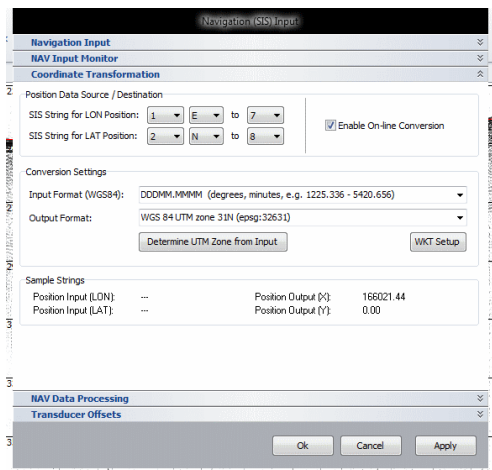 Navigation (SIS) Input
Navigation Input
NAV Input Monitor
Coordinate Transformation
Position Data Source / Destination
SIS String for LON Position: 1 E to 7
SIS String for LAT Position: 2 N to 8
Enable On-line Conversion
Conversion Settings
Input Format (WGS84): DDDMM.MMMM (degrees, minutes, e.g. 1225.336 - 5420.656)
Output Format: WGS 84 UTM zone 31N (epsg:32631)
Determine UTM Zone from Input WKT Setup
Sample Strings
Position Input (LON): --- Position Output (X): 166021.44
Position Input (LAT): --- Position Output (Y): 0.00
NAV Data Processing
Transducer Offsets
Ok Cancel Apply